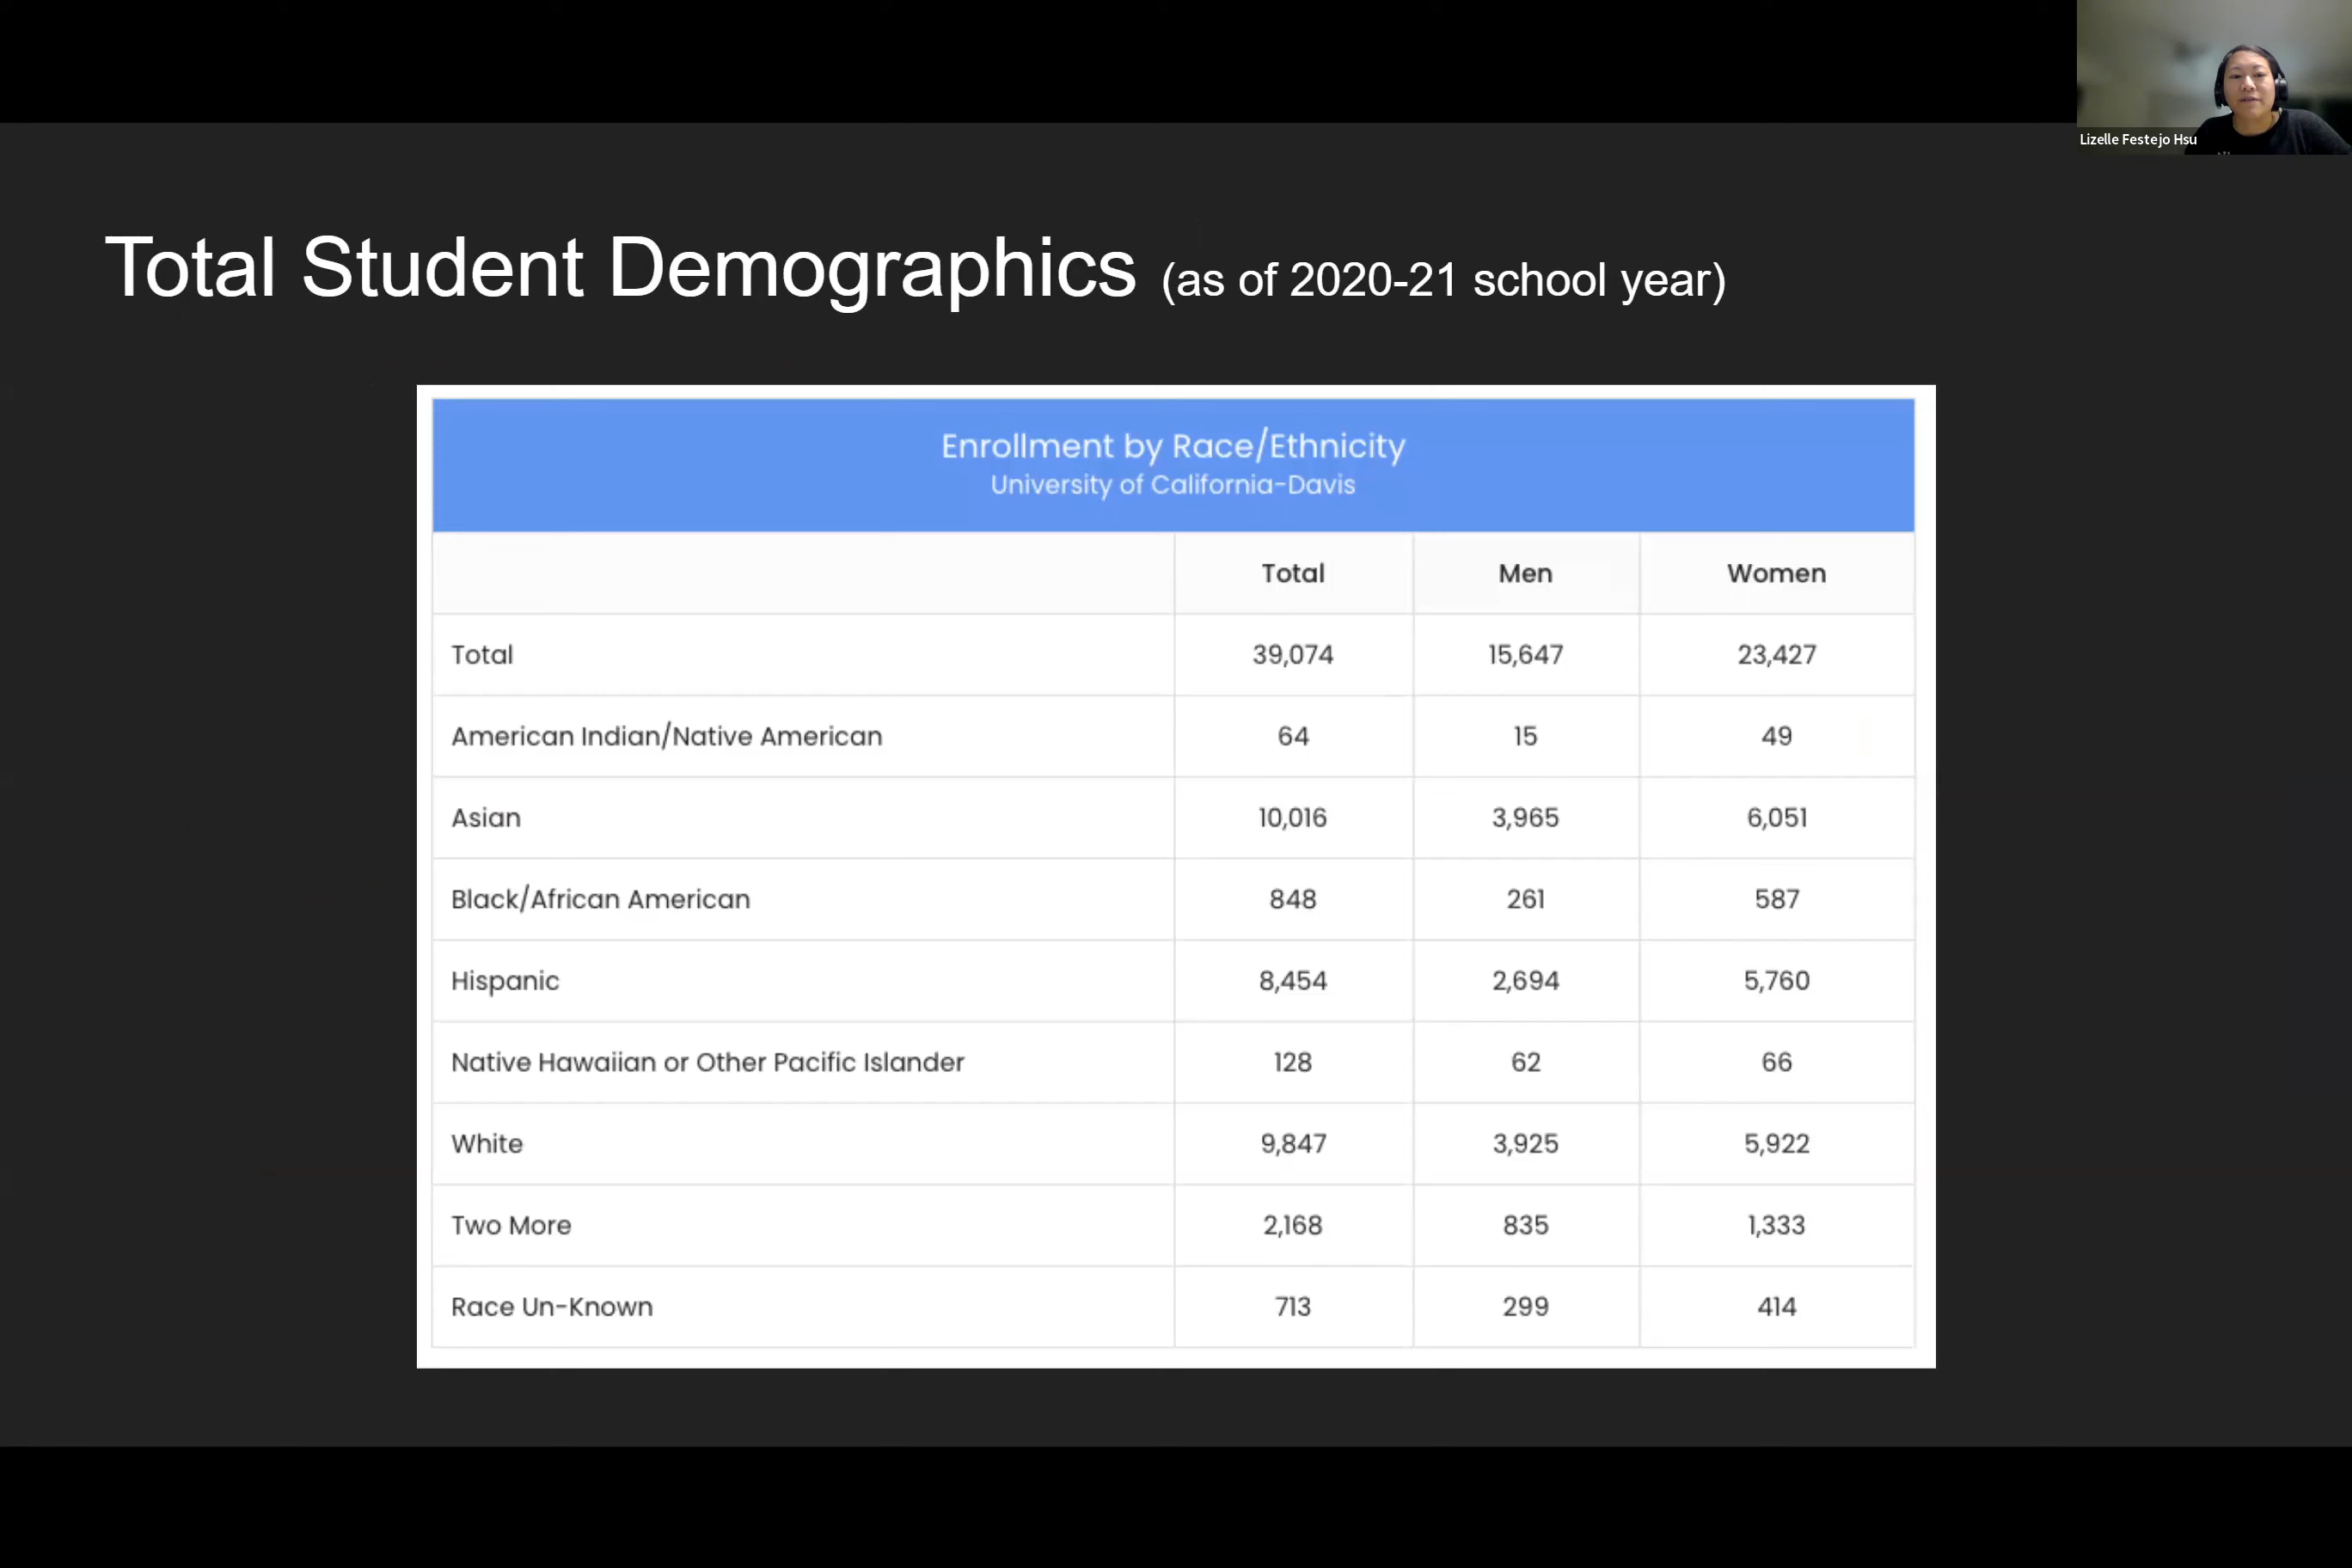 Lizelle Festejo Hsu
Total Student Demographics (as of 2020-21 school year)
Enrollment by Race/Ethnicity
University of California-Davis
Total Men Women
Total 39,074 15,647 23,427
American Indian/Native American 64 15 49
Asian 10,016 3,965 6,051
Black/African American 848 261 587
Hispanic 8,454 2,694 5,760
Native Hawaiian or Other Pacific Islander 128 62 66
White 9,847 3,925 5,922
Two More 2,168 835 1,333
Race Un-Known 713 299 414